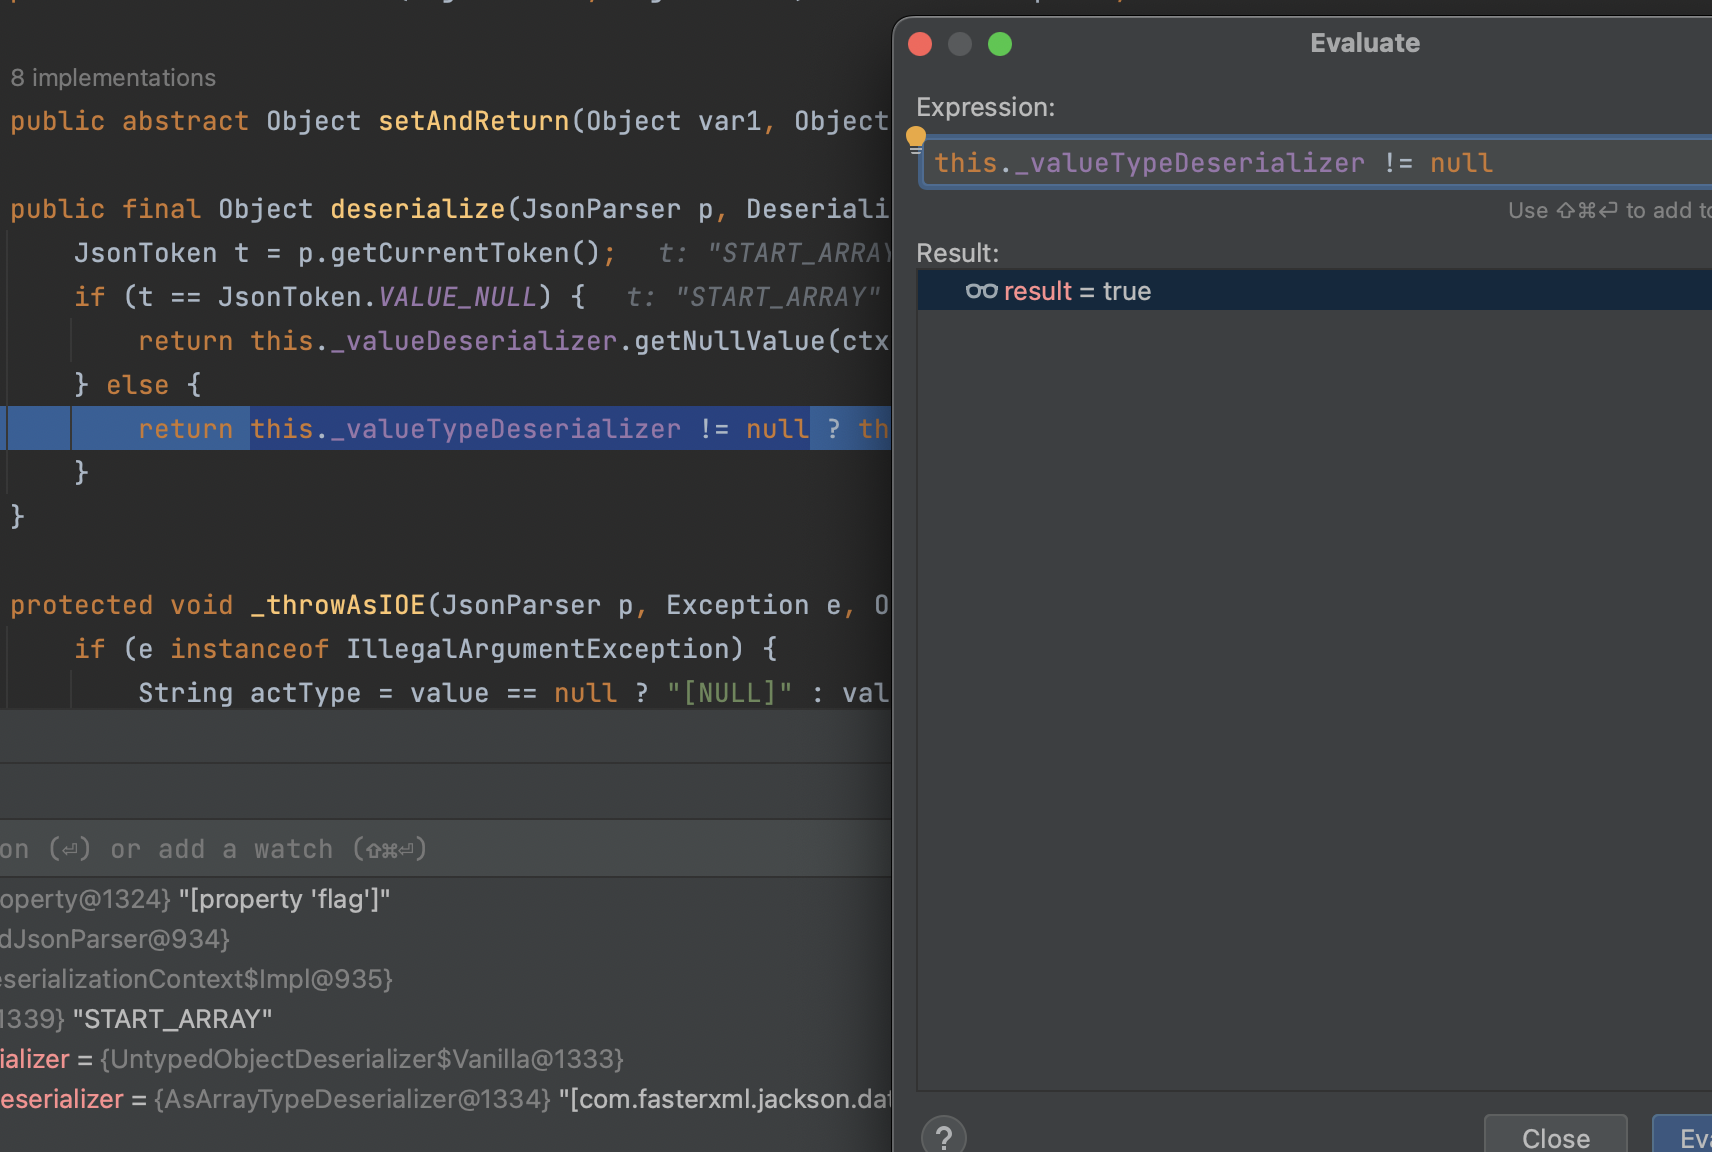 8 implementations
public abstract Object setAndReturn(Object var1, Object
public final Object deserialize(JsonParser p, Deseriali
JsonToken t = p.getCurrentToken(); t: "START_ARRAY
if (t == JsonToken.VALUE_NULL) { t: "START_ARRAY"
return this._valueDeserializer.getNullValue(ctx
} else {
return this._valueTypeDeserializer != null ? th
}
}
protected void _throwAsIOE(JsonParser p, Exception e, O
if (e instanceof IllegalArgumentException) {
String actType = value == null ? "[NULL]" : val
on (⏎) or add a watch (⇧⌘⏎)
operty@1324} "[property 'flag']"
dJsonParser@934}
eserializationContext$Impl@935}
1339} "START_ARRAY"
ializer = {UntypedObjectDeserializer$Vanilla@1333}
eserializer = {AsArrayTypeDeserializer@1334} "[com.fasterxml.jackson.dat
Evaluate
Expression:
this._valueTypeDeserializer != null
Use ⇧⌘⏎ to add to
Result:
result = true
?
Close
Eva